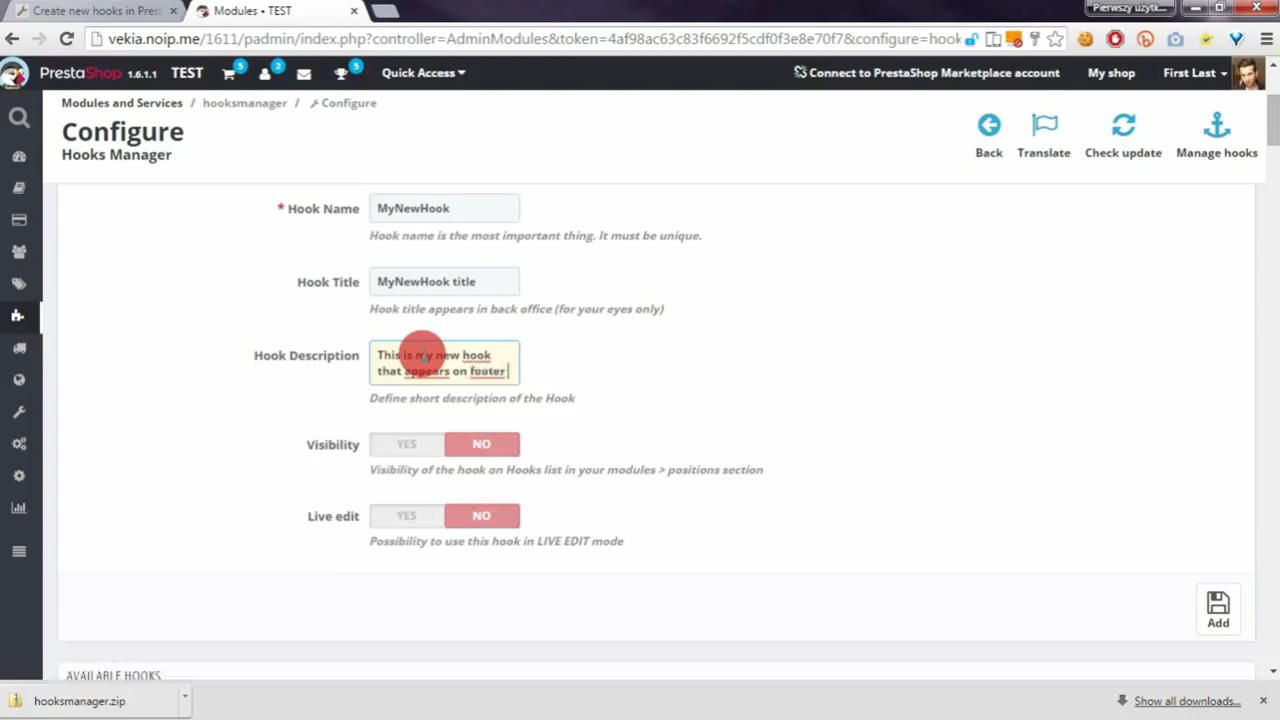 Create new hooks in Prest
Modules • TEST
Pierwszy użytk...
vekia.noip.me/1611/padmin/index.php?controller=AdminModules&token=4af98ac63c83f6692f5cdf0f3e8e70f7&configure=hook
PrestaShop 1.6.1.1 TEST 5 2 5 Quick Access Connect to PrestaShop Marketplace account My shop First Last
Modules and Services / hooksmanager / Configure
Configure
Hooks Manager
Back Translate Check update Manage hooks
* Hook Name MyNewHook
Hook name is the most important thing. It must be unique.
Hook Title MyNewHook title
Hook title appears in back office (for your eyes only)
Hook Description This is my new hook
that appears on footer
Define short description of the Hook
Visibility YES NO
Visibility of the hook on Hooks list in your modules > positions section
Live edit YES NO
Possibility to use this hook in LIVE EDIT mode
Add
AVAILABLE HOOKS
hooksmanager.zip
Show all downloads...